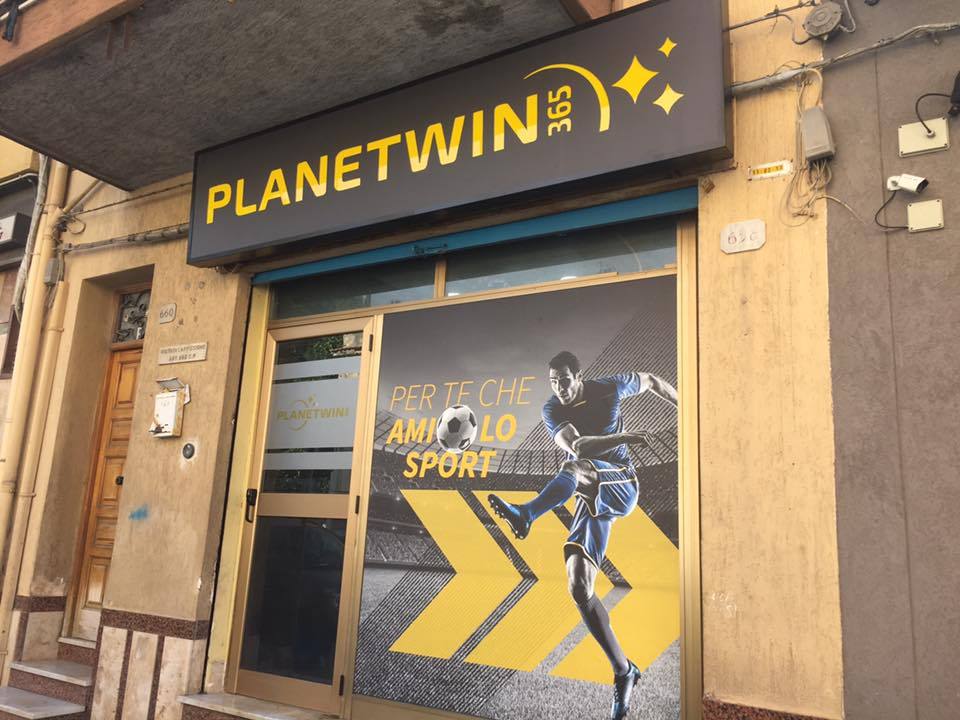 PLANETWIN
365
660
PER TE CHE
AMI LO
SPORT
PLANETWIN